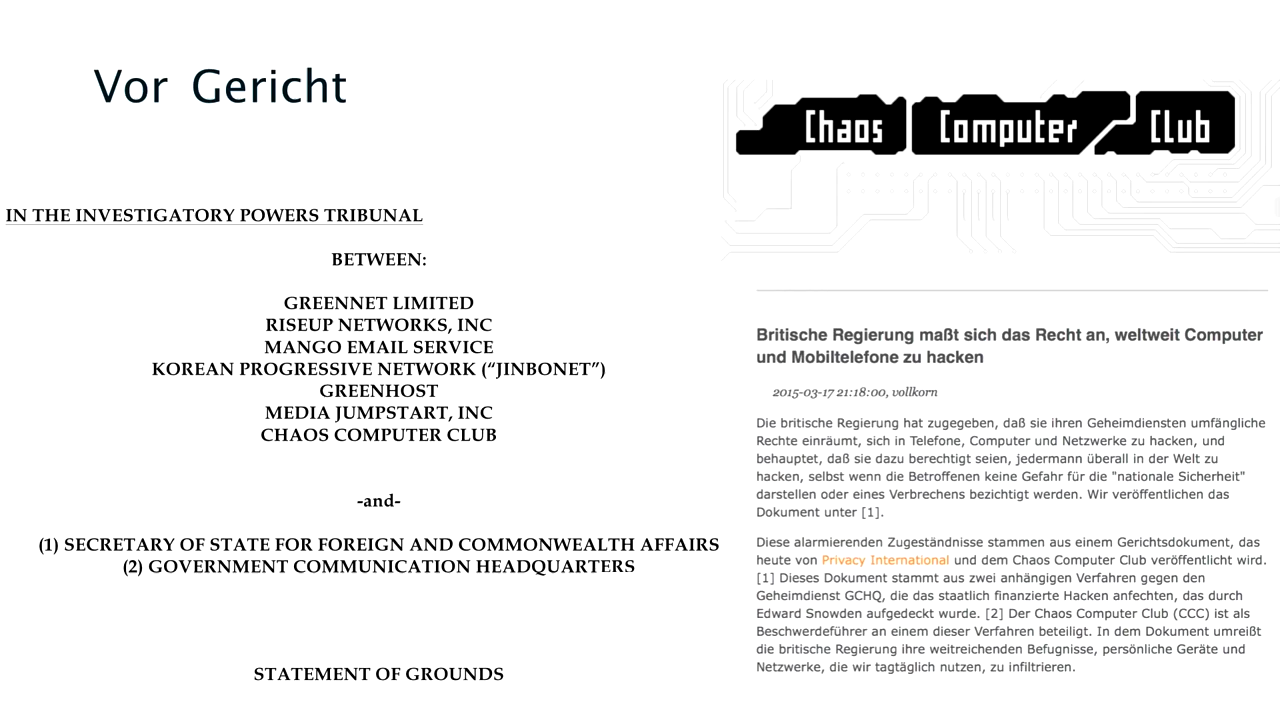 Vor Gericht
IN THE INVESTIGATORY POWERS TRIBUNAL
BETWEEN:
GREENNET LIMITED
RISEUP NETWORKS, INC
MANGO EMAIL SERVICE
KOREAN PROGRESSIVE NETWORK (“JINBONET”)
GREENHOST
MEDIA JUMPSTART, INC
CHAOS COMPUTER CLUB
-and-
(1) SECRETARY OF STATE FOR FOREIGN AND COMMONWEALTH AFFAIRS
(2) GOVERNMENT COMMUNICATION HEADQUARTERS
STATEMENT OF GROUNDS
Chaos Computer Club
Britische Regierung maßt sich das Recht an, weltweit Computer
und Mobiltelefone zu hacken
2015-03-17 21:18:00, vollkorn
Die britische Regierung hat zugegeben, daß sie ihren Geheimdiensten umfängliche
Rechte einräumt, sich in Telefone, Computer und Netzwerke zu hacken, und
behauptet, daß sie dazu berechtigt seien, jedermann überall in der Welt zu
hacken, selbst wenn die Betroffenen keine Gefahr für die "nationale Sicherheit"
darstellen oder eines Verbrechens bezichtigt werden. Wir veröffentlichen das
Dokument unter [1].
Diese alarmierenden Zugeständnisse stammen aus einem Gerichtsdokument, das
heute von Privacy International und dem Chaos Computer Club veröffentlicht wird.
[1] Dieses Dokument stammt aus zwei anhängigen Verfahren gegen den
Geheimdienst GCHQ, die das staatlich finanzierte Hacken anfechten, das durch
Edward Snowden aufgedeckt wurde. [2] Der Chaos Computer Club (CCC) ist als
Beschwerdeführer an einem dieser Verfahren beteiligt. In dem Dokument umreißt
die britische Regierung ihre weitreichenden Befugnisse, persönliche Geräte und
Netzwerke, die wir tagtäglich nutzen, zu infiltrieren.